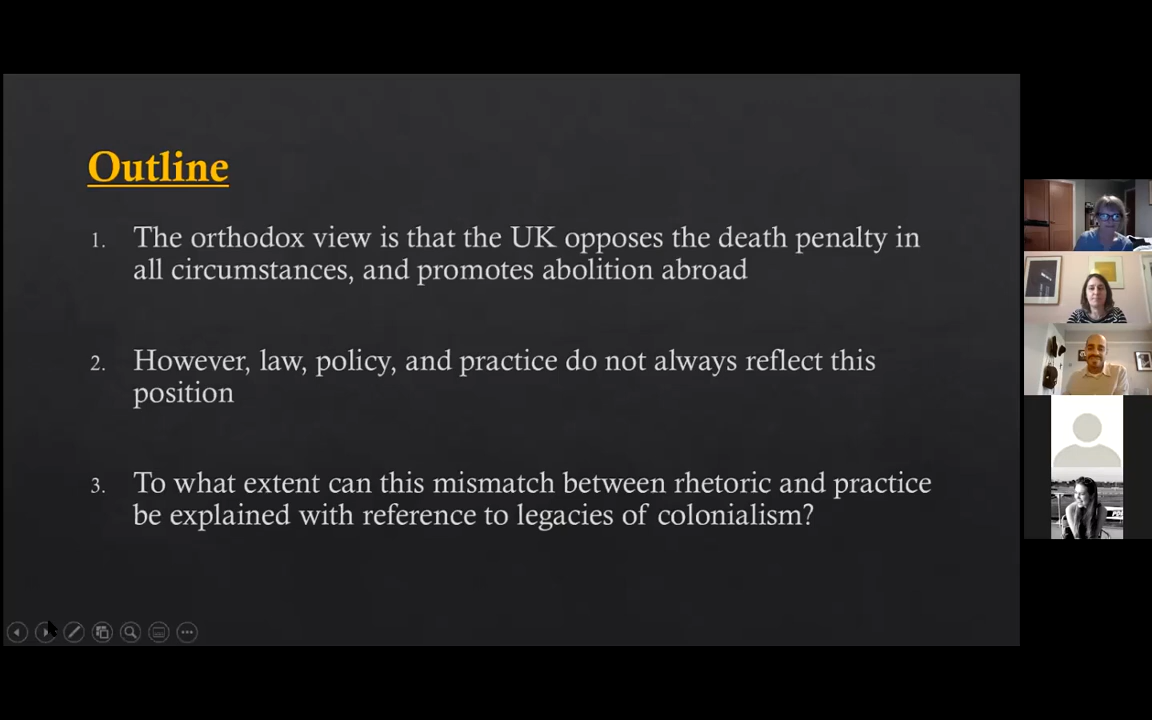 Outline
1. The orthodox view is that the UK opposes the death penalty in
all circumstances, and promotes abolition abroad
2. However, law, policy, and practice do not always reflect this
position
3. To what extent can this mismatch between rhetoric and practice
be explained with reference to legacies of colonialism?